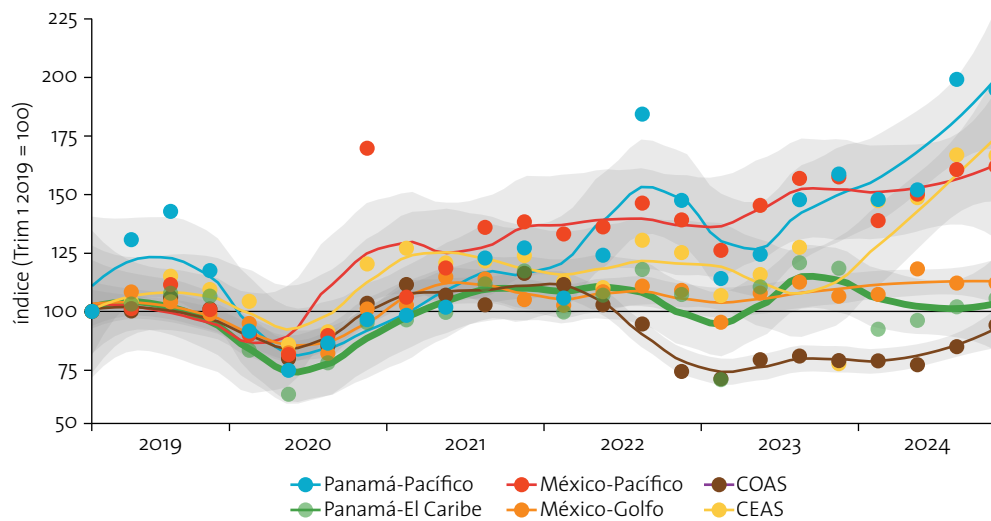 índice (Trim 1 2019 = 100)
225
200
175
150
125
100
75
50
2019 2020 2021 2022 2023 2024
Panamá-Pacífico México-Pacífico COAS
Panamá-El Caribe México-Golfo CEAS